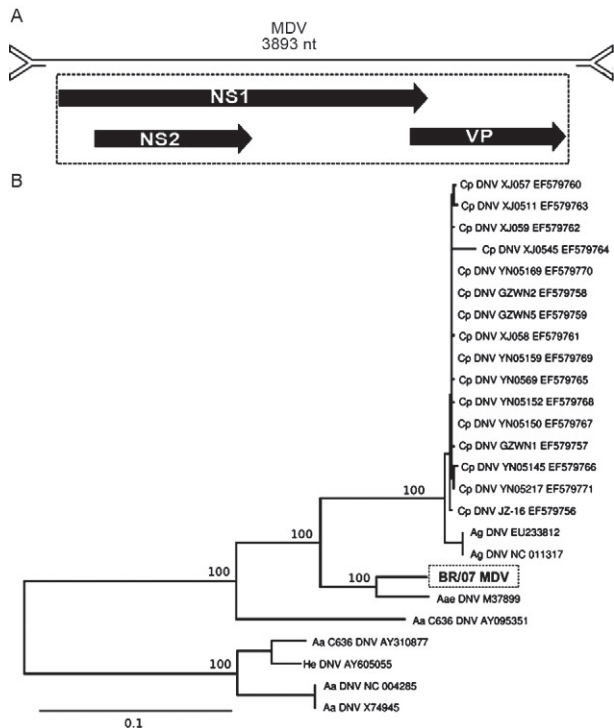 A
MDV
3893 nt
NS1
NS2 VP
B
Cp DNV XJ057 EF579760
Cp DNV XJ0511 EF579763
Cp DNV XJ059 EF579762
Cp DNV XJ0545 EF579764
Cp DNV YN05169 EF579770
Cp DNV GZWN2 EF579758
Cp DNV GZWN5 EF579759
Cp DNV XJ058 EF579761
Cp DNV YN05159 EF579769
Cp DNV YN0569 EF579765
Cp DNV YN05152 EF579768
Cp DNV YN05150 EF579767
Cp DNV GZWN1 EF579757
Cp DNV YN05145 EF579766
Cp DNV YN05217 EF579771
100
Cp DNV JZ-16 EF579756
Ag DNV EU233812
100
Ag DNV NC 011317
BR/07 MDV
100
100
Aae DNV M37899
Aa C636 DNV AY095351
Aa C636 DNV AY310877
100
He DNV AY605055
Aa DNV NC 004285
Aa DNV X74945
0.1